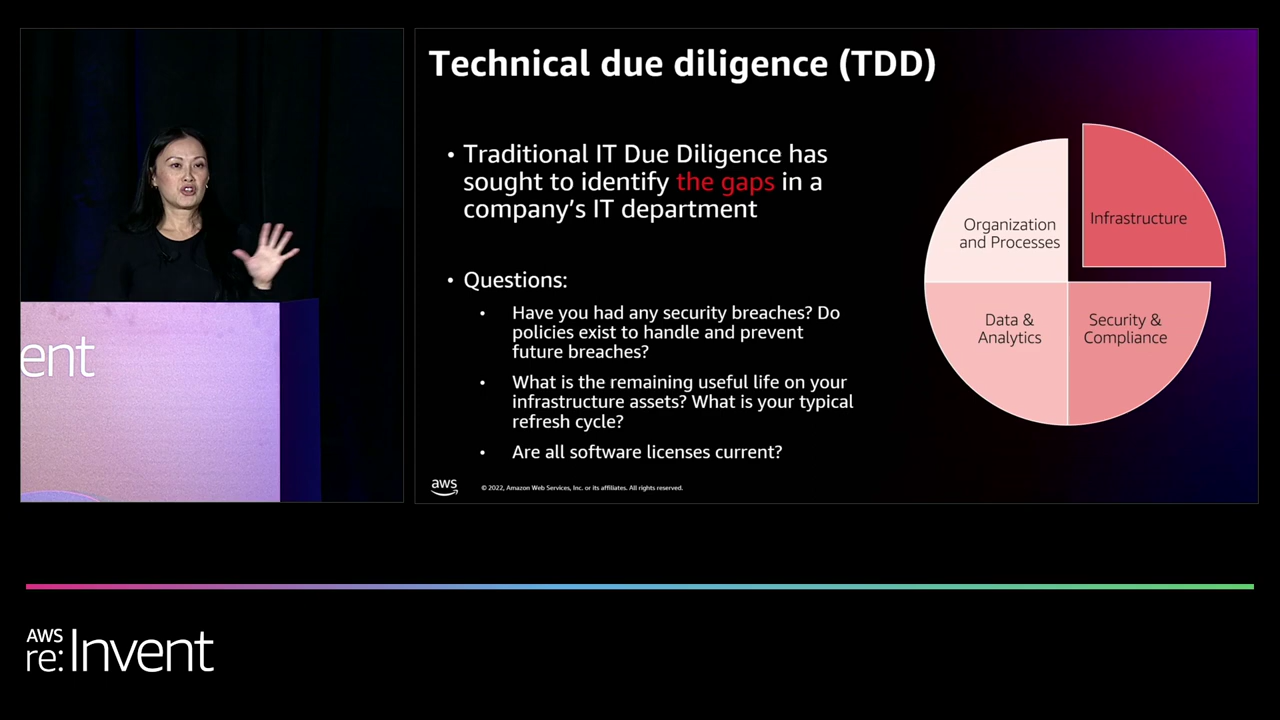 ent
Technical due diligence (TDD)
• Traditional IT Due Diligence has
sought to identify the gaps in a
company's IT department
• Questions:
• Have you had any security breaches? Do
policies exist to handle and prevent
future breaches?
• What is the remaining useful life on your
infrastructure assets? What is your typical
refresh cycle?
• Are all software licenses current?
Organization
and Processes
Infrastructure
Data &
Analytics
Security &
Compliance
aws
© 2022, Amazon Web Services, Inc. or its affiliates. All rights reserved.
AWS
re:Invent